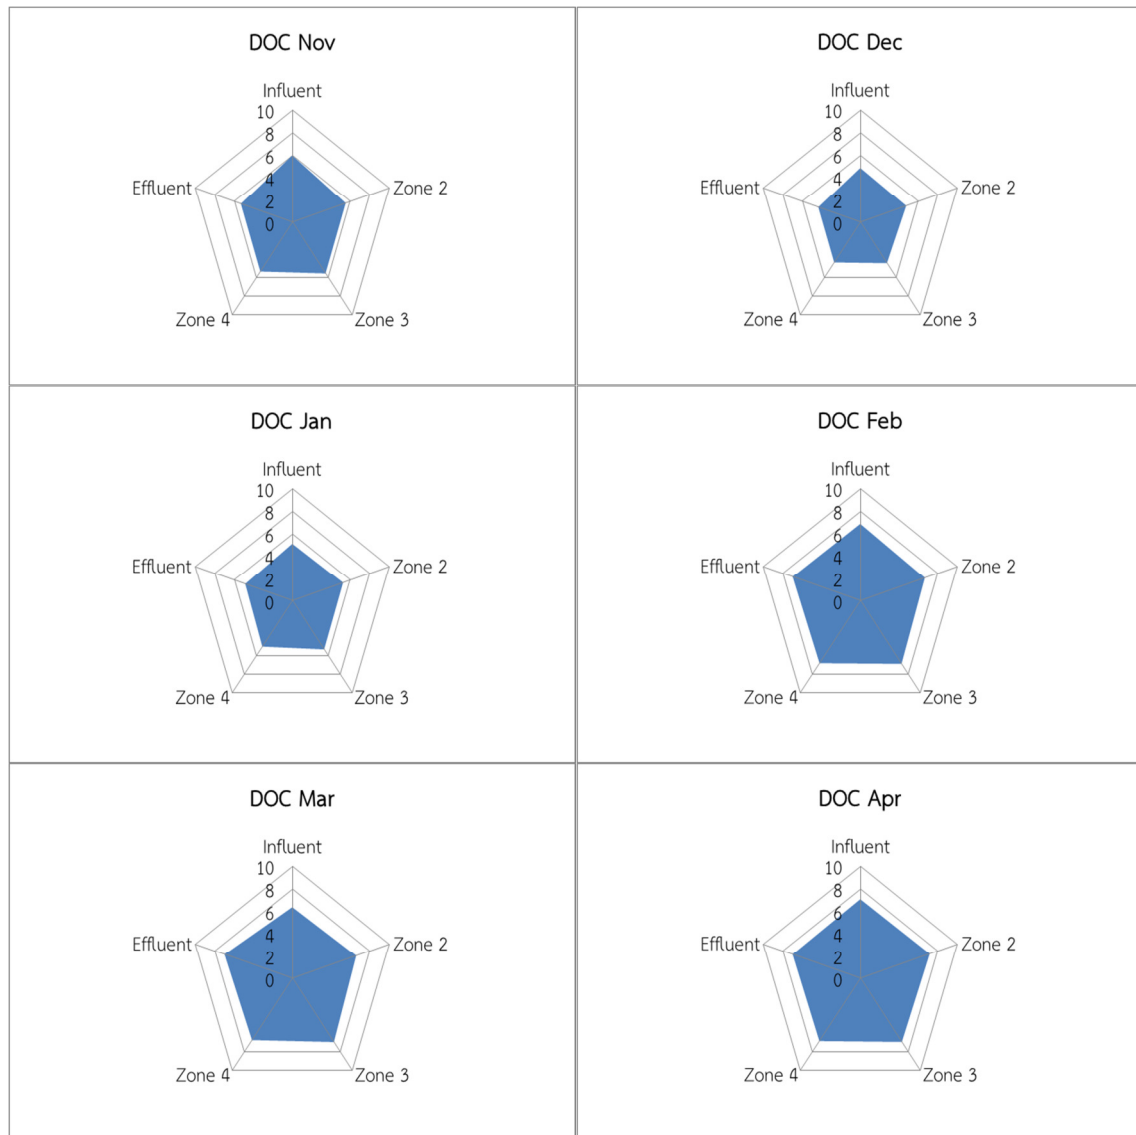 DOC Nov
Influent
10
8
6
4
2
0
Zone 2
Zone 3
Zone 4
Effluent
DOC Dec
Influent
10
8
6
4
2
0
Zone 2
Zone 3
Zone 4
Effluent
DOC Jan
Influent
10
8
6
4
2
0
Zone 2
Zone 3
Zone 4
Effluent
DOC Feb
Influent
10
8
6
4
2
0
Zone 2
Zone 3
Zone 4
Effluent
DOC Mar
Influent
10
8
6
4
2
0
Zone 2
Zone 3
Zone 4
Effluent
DOC Apr
Influent
10
8
6
4
2
0
Zone 2
Zone 3
Zone 4
Effluent